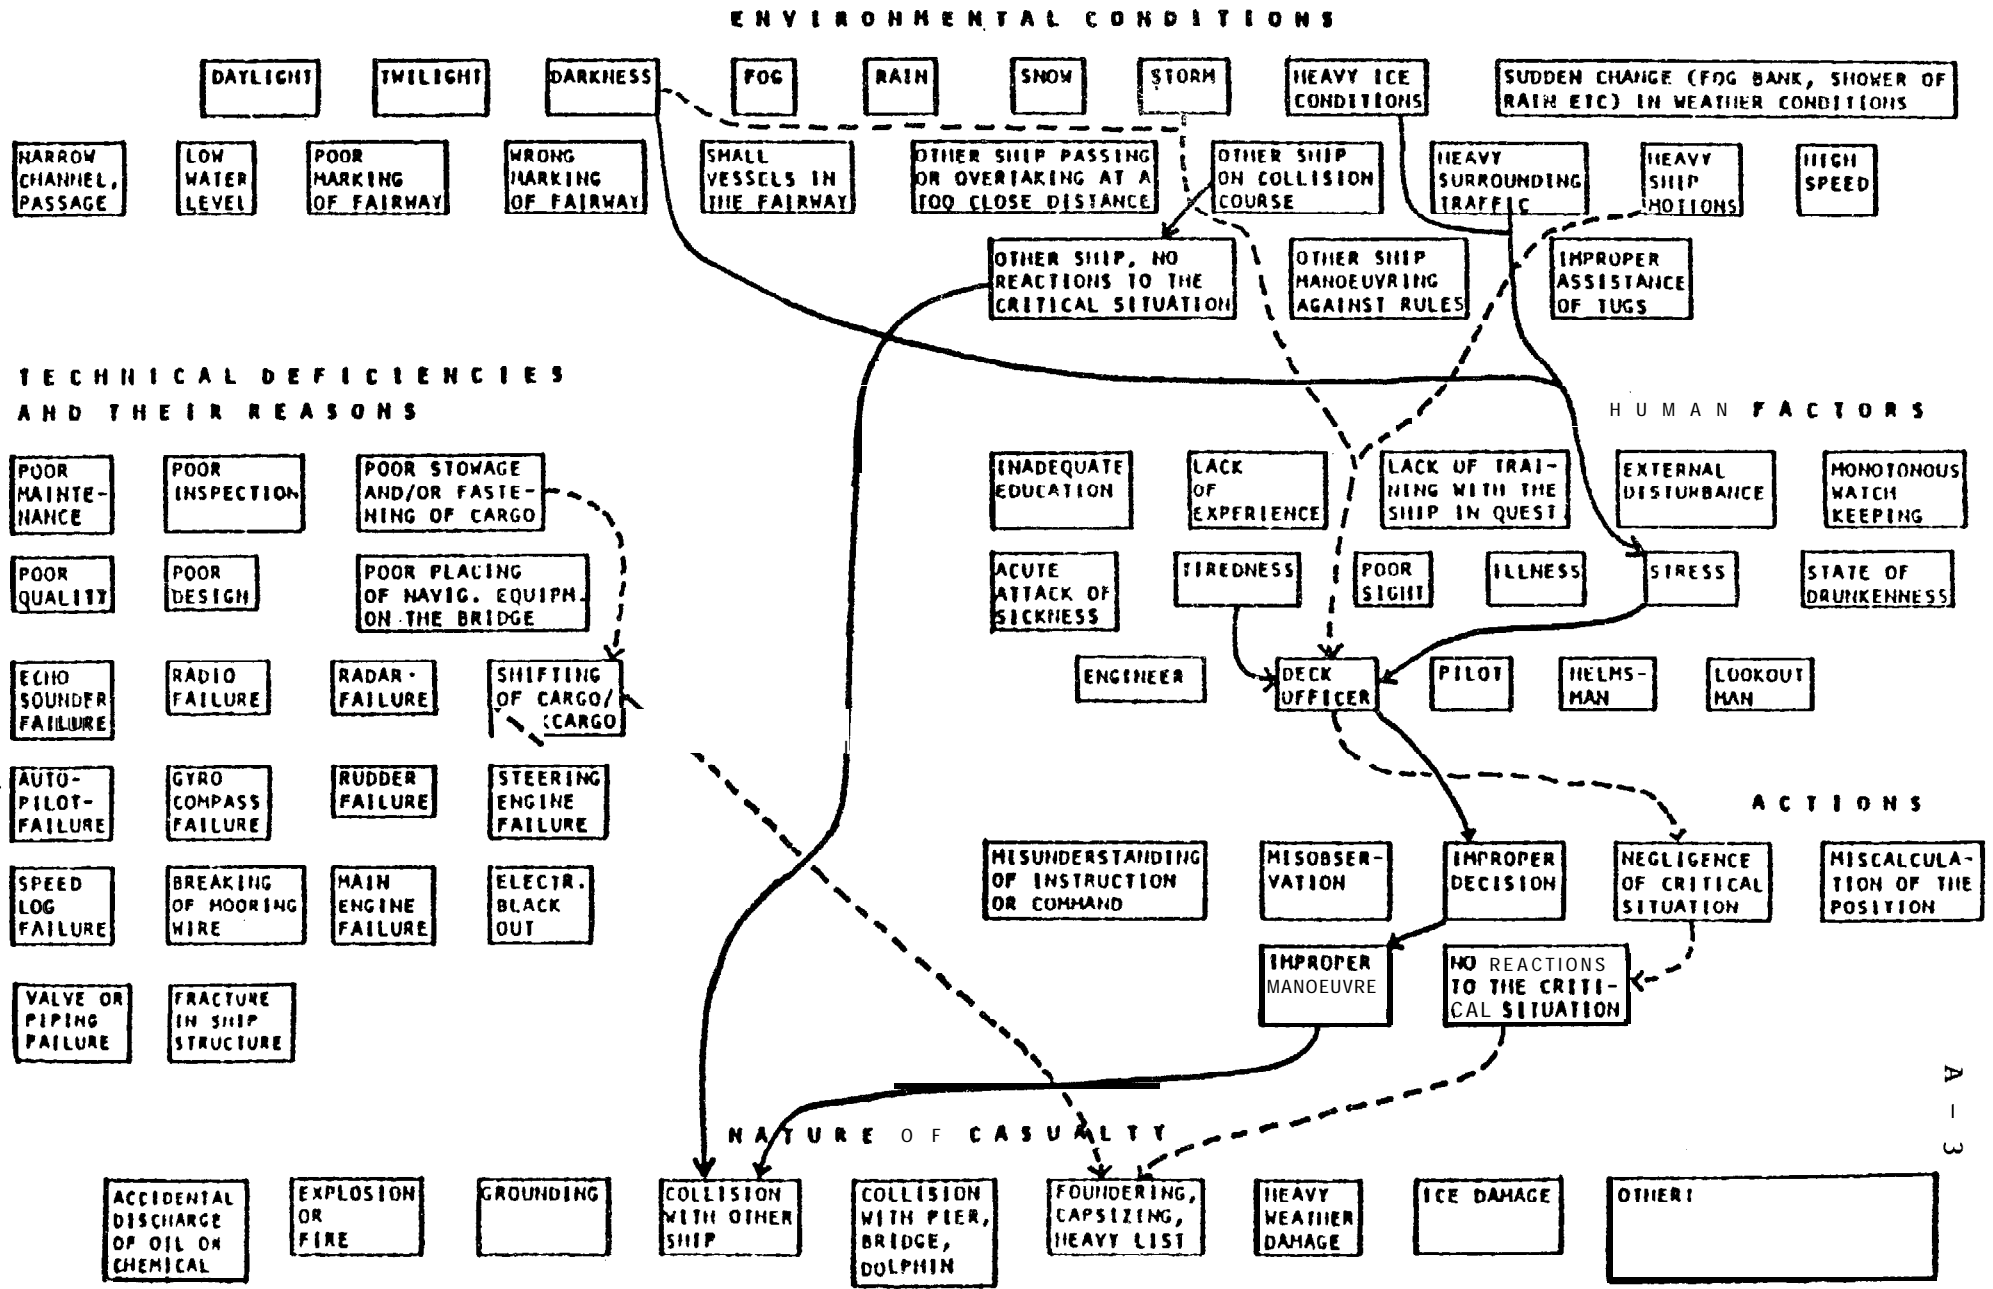 ENVIRONMENTAL CONDITIONS
DAYLIGHT
TWILIGHT
DARKNESS
FOG
RAIN
SNOW
STORM
HEAVY ICE
CONDITIONS
SUDDEN CHANGE (FOG BANK, SHOWER OF
RAIN ETC) IN WEATHER CONDITIONS
NARROW
CHANNEL,
PASSAGE
LOW
WATER
LEVEL
POOR
MARKING
OF FAIRWAY
WRONG
MARKING
OF FAIRWAY
SMALL
VESSELS IN
THE FAIRWAY
OTHER SHIP PASSING
OR OVERTAKING AT A
TOO CLOSE DISTANCE
OTHER SHIP
ON COLLISION
COURSE
HEAVY
SURROUNDING
TRAFFIC
HEAVY
SHIP
MOTIONS
HIGH
SPEED
OTHER SHIP, NO
REACTIONS TO THE
CRITICAL SITUATION
OTHER SHIP
MANOEUVRING
AGAINST RULES
IMPROPER
ASSISTANCE
OF TUGS
TECHNICAL DEFICIENCIES
AND THEIR REASONS
HUMAN FACTORS
POOR
MAINTE-
NANCE
POOR
INSPECTION
POOR STOWAGE
AND/OR FASTE-
NING OF CARGO
INADEQUATE
EDUCATION
LACK
OF
EXPERIENCE
LACK OF TRAI-
NING WITH THE
SHIP IN QUEST.
EXTERNAL
DISTURBANCE
MONOTONOUS
WATCH
KEEPING
POOR
QUALITY
POOR
DESIGN
POOR PLACING
OF NAVIG. EQUIPM.
ON THE BRIDGE
ACUTE
ATTACK OF
SICKNESS
TIREDNESS
POOR
SIGHT
ILLNESS
STRESS
STATE OF
DRUNKENNESS
ECHO
SOUNDER
FAILURE
RADIO
FAILURE
RADAR-
FAILURE
SHIFTING
OF CARGO/
CARGO
ENGINEER
DECK
OFFICER
PILOT
HELMS-
MAN
LOOKOUT
MAN
AUTO-
PILOT-
FAILURE
GYRO
COMPASS
FAILURE
RUDDER
FAILURE
STEERING
ENGINE
FAILURE
ACTIONS
SPEED
LOG
FAILURE
BREAKING
OF MOORING
WIRE
MAIN
ENGINE
FAILURE
ELECTR.
BLACK
OUT
MISUNDERSTANDING
OF INSTRUCTION
OR COMMAND
MISOBSER-
VATION
IMPROPER
DECISION
NEGLIGENCE
OF CRITICAL
SITUATION
MISCALCULA-
TION OF THE
POSITION
IMPROPER
MANOEUVRE
NO REACTIONS
TO THE CRITI-
CAL SITUATION
VALVE OR
PIPING
FAILURE
FRACTURE
IN SHIP
STRUCTURE
A - 3
NATURE OF CASUALTY
ACCIDENTAL
DISCHARGE
OF OIL OR
CHEMICAL
EXPLOSION
OR
FIRE
GROUNDING
COLLISION
WITH OTHER
SHIP
COLLISION
WITH PIER,
BRIDGE,
DOLPHIN
FOUNDERING,
CAPSIZING,
HEAVY LIST
HEAVY
WEATHER
DAMAGE
ICE DAMAGE
OTHER: